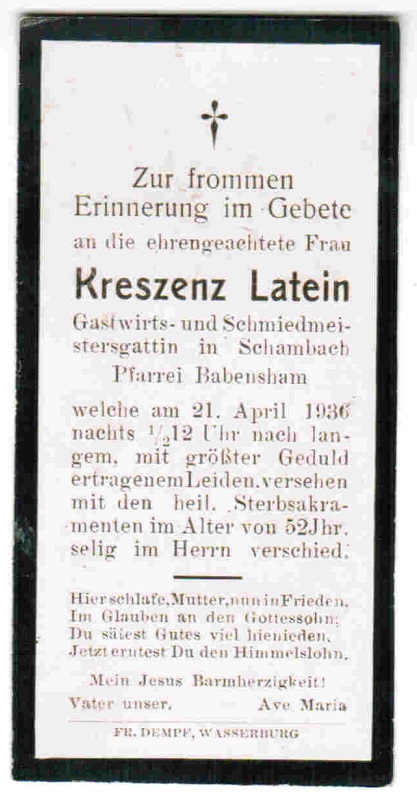 Zur frommen
Erinnerung im Gebete
an die ehrengeachtete Frau
Kreszenz Latein
Gastwirts- und Schmiedmei-
stersgattin in Schambach
Pfarrei Babensham
welche am 21. April 1936
nachts 1/2 12 Uhr nach lan-
gem, mit größter Geduld
ertragenem Leiden, versehen
mit den heil. Sterbsakra-
menten im Alter von 52 Jhr.
selig im Herrn verschied.
Hier schlafe, Mutter, nun in Frieden,
Im Glauben an den Gottessohn;
Du sätest Gutes viel hienieden,
Jetzt erntest Du den Himmelslohn.
Mein Jesus Barmherzigkeit!
Vater unser. Ave Maria
FR. DEMPF, WASSERBURG